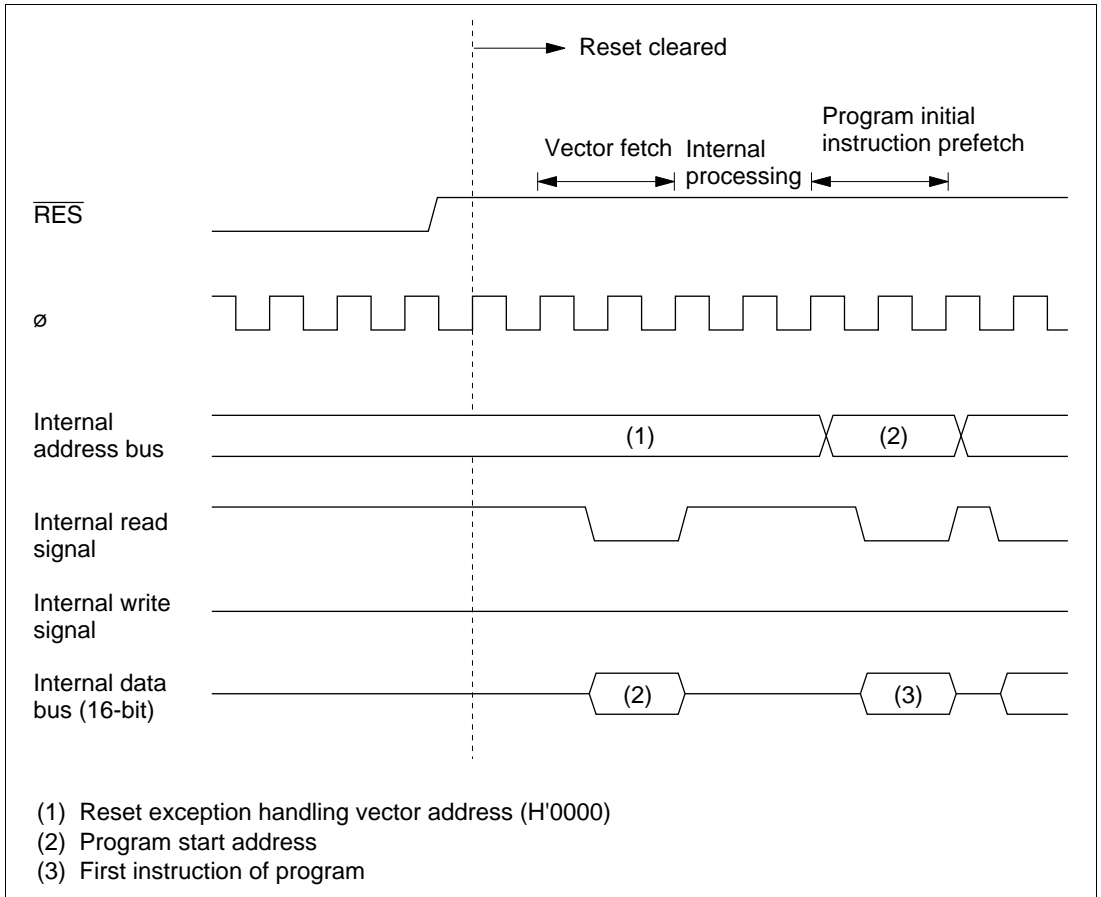 Reset cleared
Program initial
Vector fetch Internal instruction prefetch
processing
RES
ø
Internal
address bus
(1)
(2)
Internal read
signal
Internal write
signal
Internal data
bus (16-bit)
(2)
(3)
(1) Reset exception handling vector address (H'0000)
(2) Program start address
(3) First instruction of program